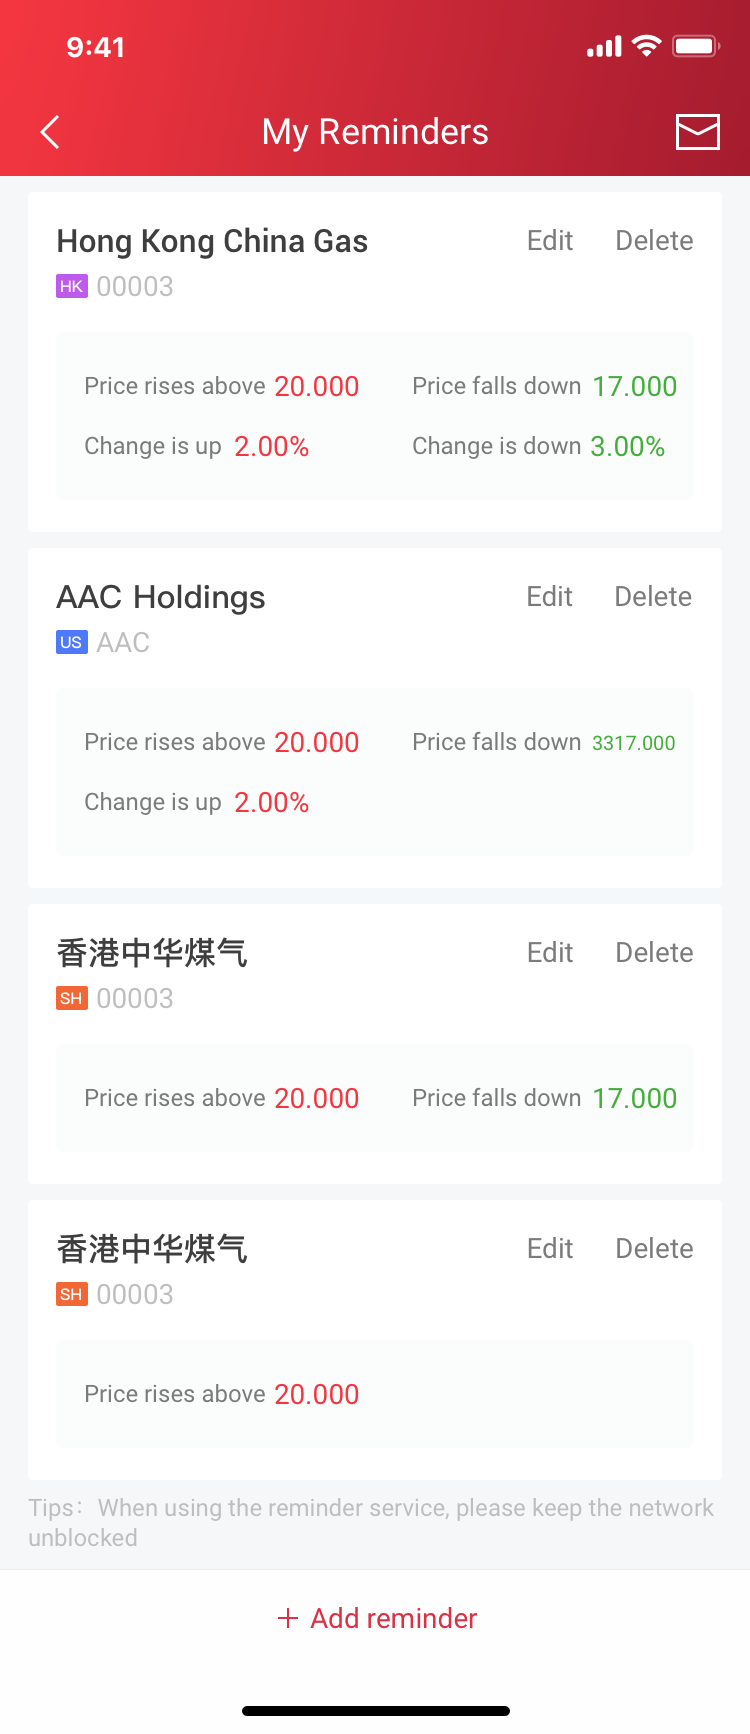 9:41
My Reminders
Hong Kong China Gas Edit Delete
HK 00003
Price rises above 20.000 Price falls down 17.000
Change is up 2.00% Change is down 3.00%
AAC Holdings Edit Delete
US AAC
Price rises above 20.000 Price falls down 3317.000
Change is up 2.00%
香港中华煤气 Edit Delete
SH 00003
Price rises above 20.000 Price falls down 17.000
香港中华煤气 Edit Delete
SH 00003
Price rises above 20.000
Tips： When using the reminder service, please keep the network
unblocked
+ Add reminder